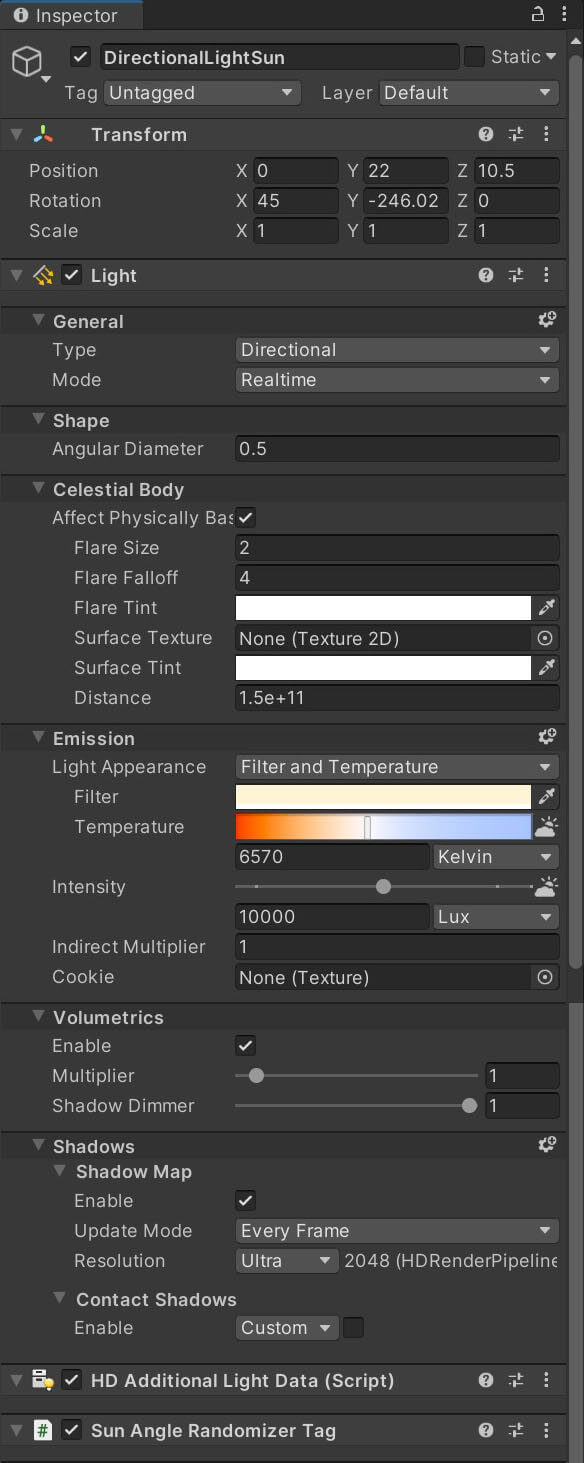 Inspector
DirectionalLightSun Static
Tag Untagged Layer Default
Transform
Position X 0 Y 22 Z 10.5
Rotation X 45 Y -246.02 Z 0
Scale X 1 Y 1 Z 1
Light
General
Type Directional
Mode Realtime
Shape
Angular Diameter 0.5
Celestial Body
Affect Physically Bas
Flare Size 2
Flare Falloff 4
Flare Tint
Surface Texture None (Texture 2D)
Surface Tint
Distance 1.5e+11
Emission
Light Appearance Filter and Temperature
Filter
Temperature
6570 Kelvin
Intensity
10000 Lux
Indirect Multiplier 1
Cookie None (Texture)
Volumetrics
Enable
Multiplier 1
Shadow Dimmer 1
Shadows
Shadow Map
Enable
Update Mode Every Frame
Resolution Ultra 2048 (HDRenderPipeline
Contact Shadows
Enable Custom
HD Additional Light Data (Script)
# Sun Angle Randomizer Tag